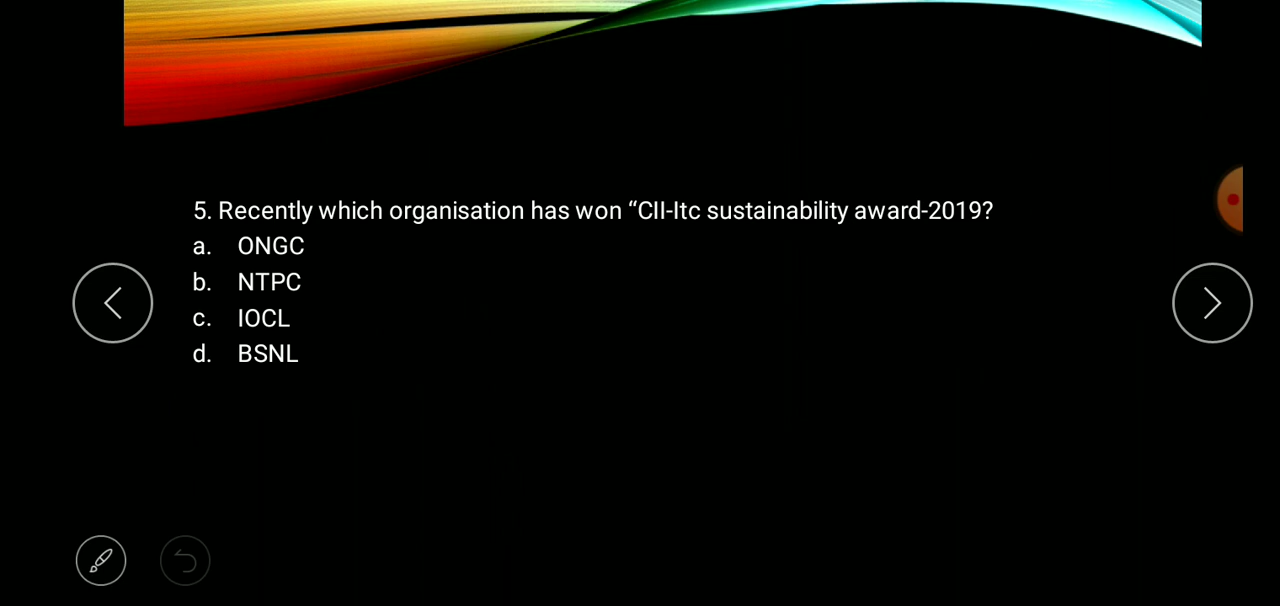 5. Recently which organisation has won “CII-Itc sustainability award-2019?
a. ONGC
b. NTPC
c. IOCL
d. BSNL